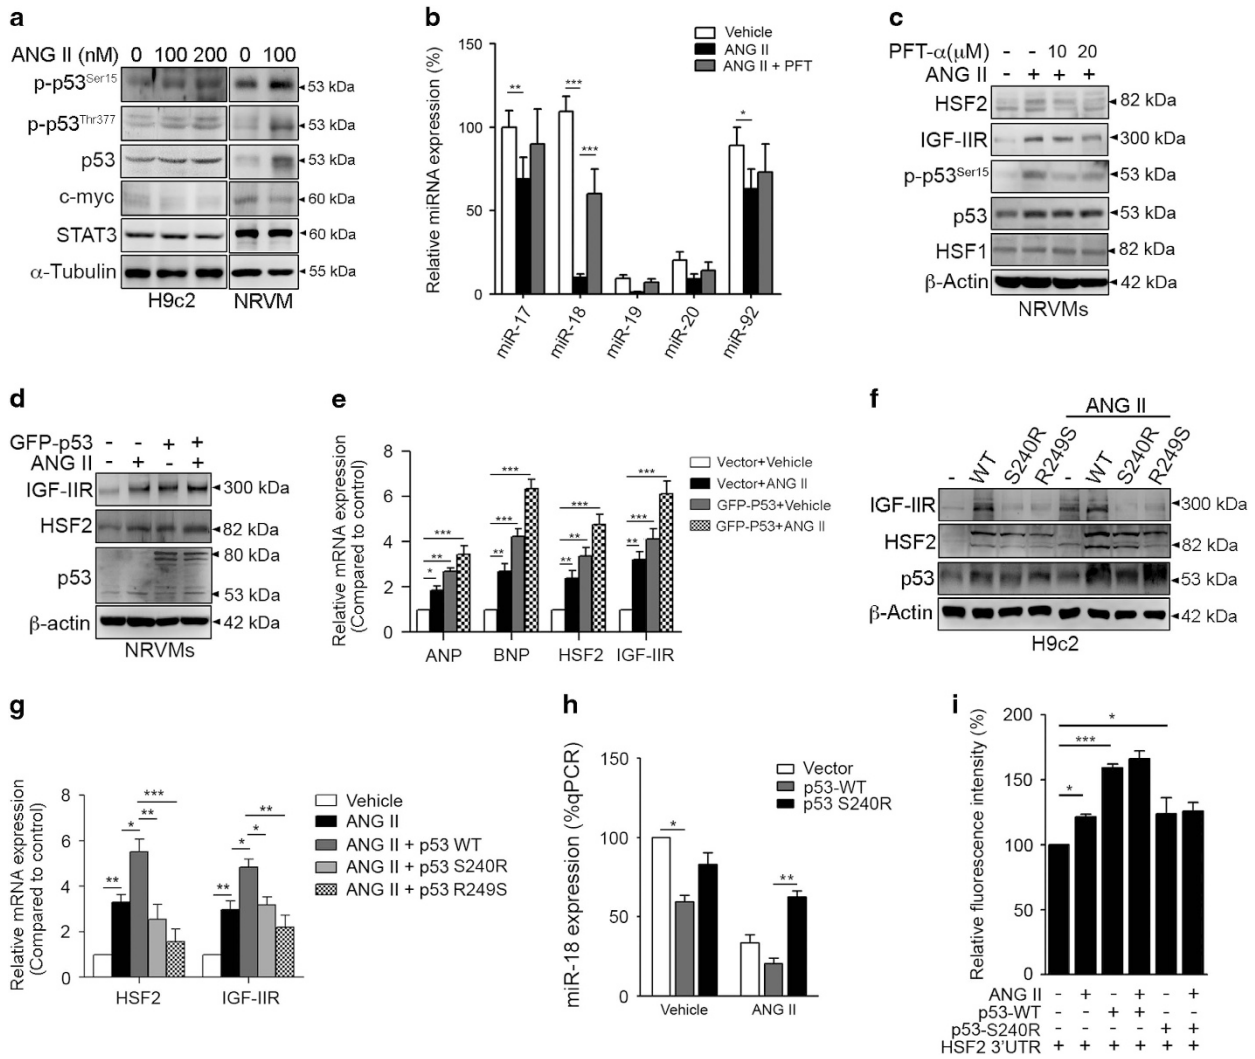 a
ANG II (nM) 0 100 200 0 100
p-p53Ser15
53 kDa
p-p53Thr377
53 kDa
p53
53 kDa
c-myc
60 kDa
STAT3
60 kDa
α-Tubulin
55 kDa
H9c2 NRVM
b
Relative miRNA expression (%)
150
100
50
0
Vehicle
ANG II
ANG II + PFT
**
***
***
*
miR-17
miR-18
miR-19
miR-20
miR-92
c
PFT-α(μM) - - 10 20
ANG II - + + +
HSF2
82 kDa
IGF-IIR
300 kDa
p-p53Ser15
53 kDa
p53
53 kDa
HSF1
82 kDa
β-Actin
42 kDa
NRVMs
d
GFP-p53 - - + +
ANG II - + - +
IGF-IIR
300 kDa
HSF2
82 kDa
80 kDa
p53
53 kDa
β-actin
42 kDa
NRVMs
e
Relative mRNA expression
(Compared to control)
8
6
4
2
0
***
**
*
***
***
**
***
**
**
***
***
**
ANP BNP HSF2 IGF-IIR
Vector+Vehicle
Vector+ANG II
GFP-P53+Vehicle
GFP-P53+ANG II
f
ANG II
- WT S240R R249S - WT S240R R249S
IGF-IIR
300 kDa
HSF2
82 kDa
p53
53 kDa
β-Actin
42 kDa
H9c2
g
Relative mRNA expression
(Compared to control)
8
6
4
2
0
***
**
*
**
**
*
*
**
HSF2 IGF-IIR
Vehicle
ANG II
ANG II + p53 WT
ANG II + p53 S240R
ANG II + p53 R249S
h
miR-18 expression (%qPCR)
150
100
50
0
Vector
p53-WT
p53 S240R
*
**
Vehicle ANG II
i
Relative fluorescence intensity (%)
200
150
100
50
0
*
***
*
ANG II - + - + - +
p53-WT - - + + - -
p53-S240R - - - - + +
HSF2 3'UTR + + + + + +